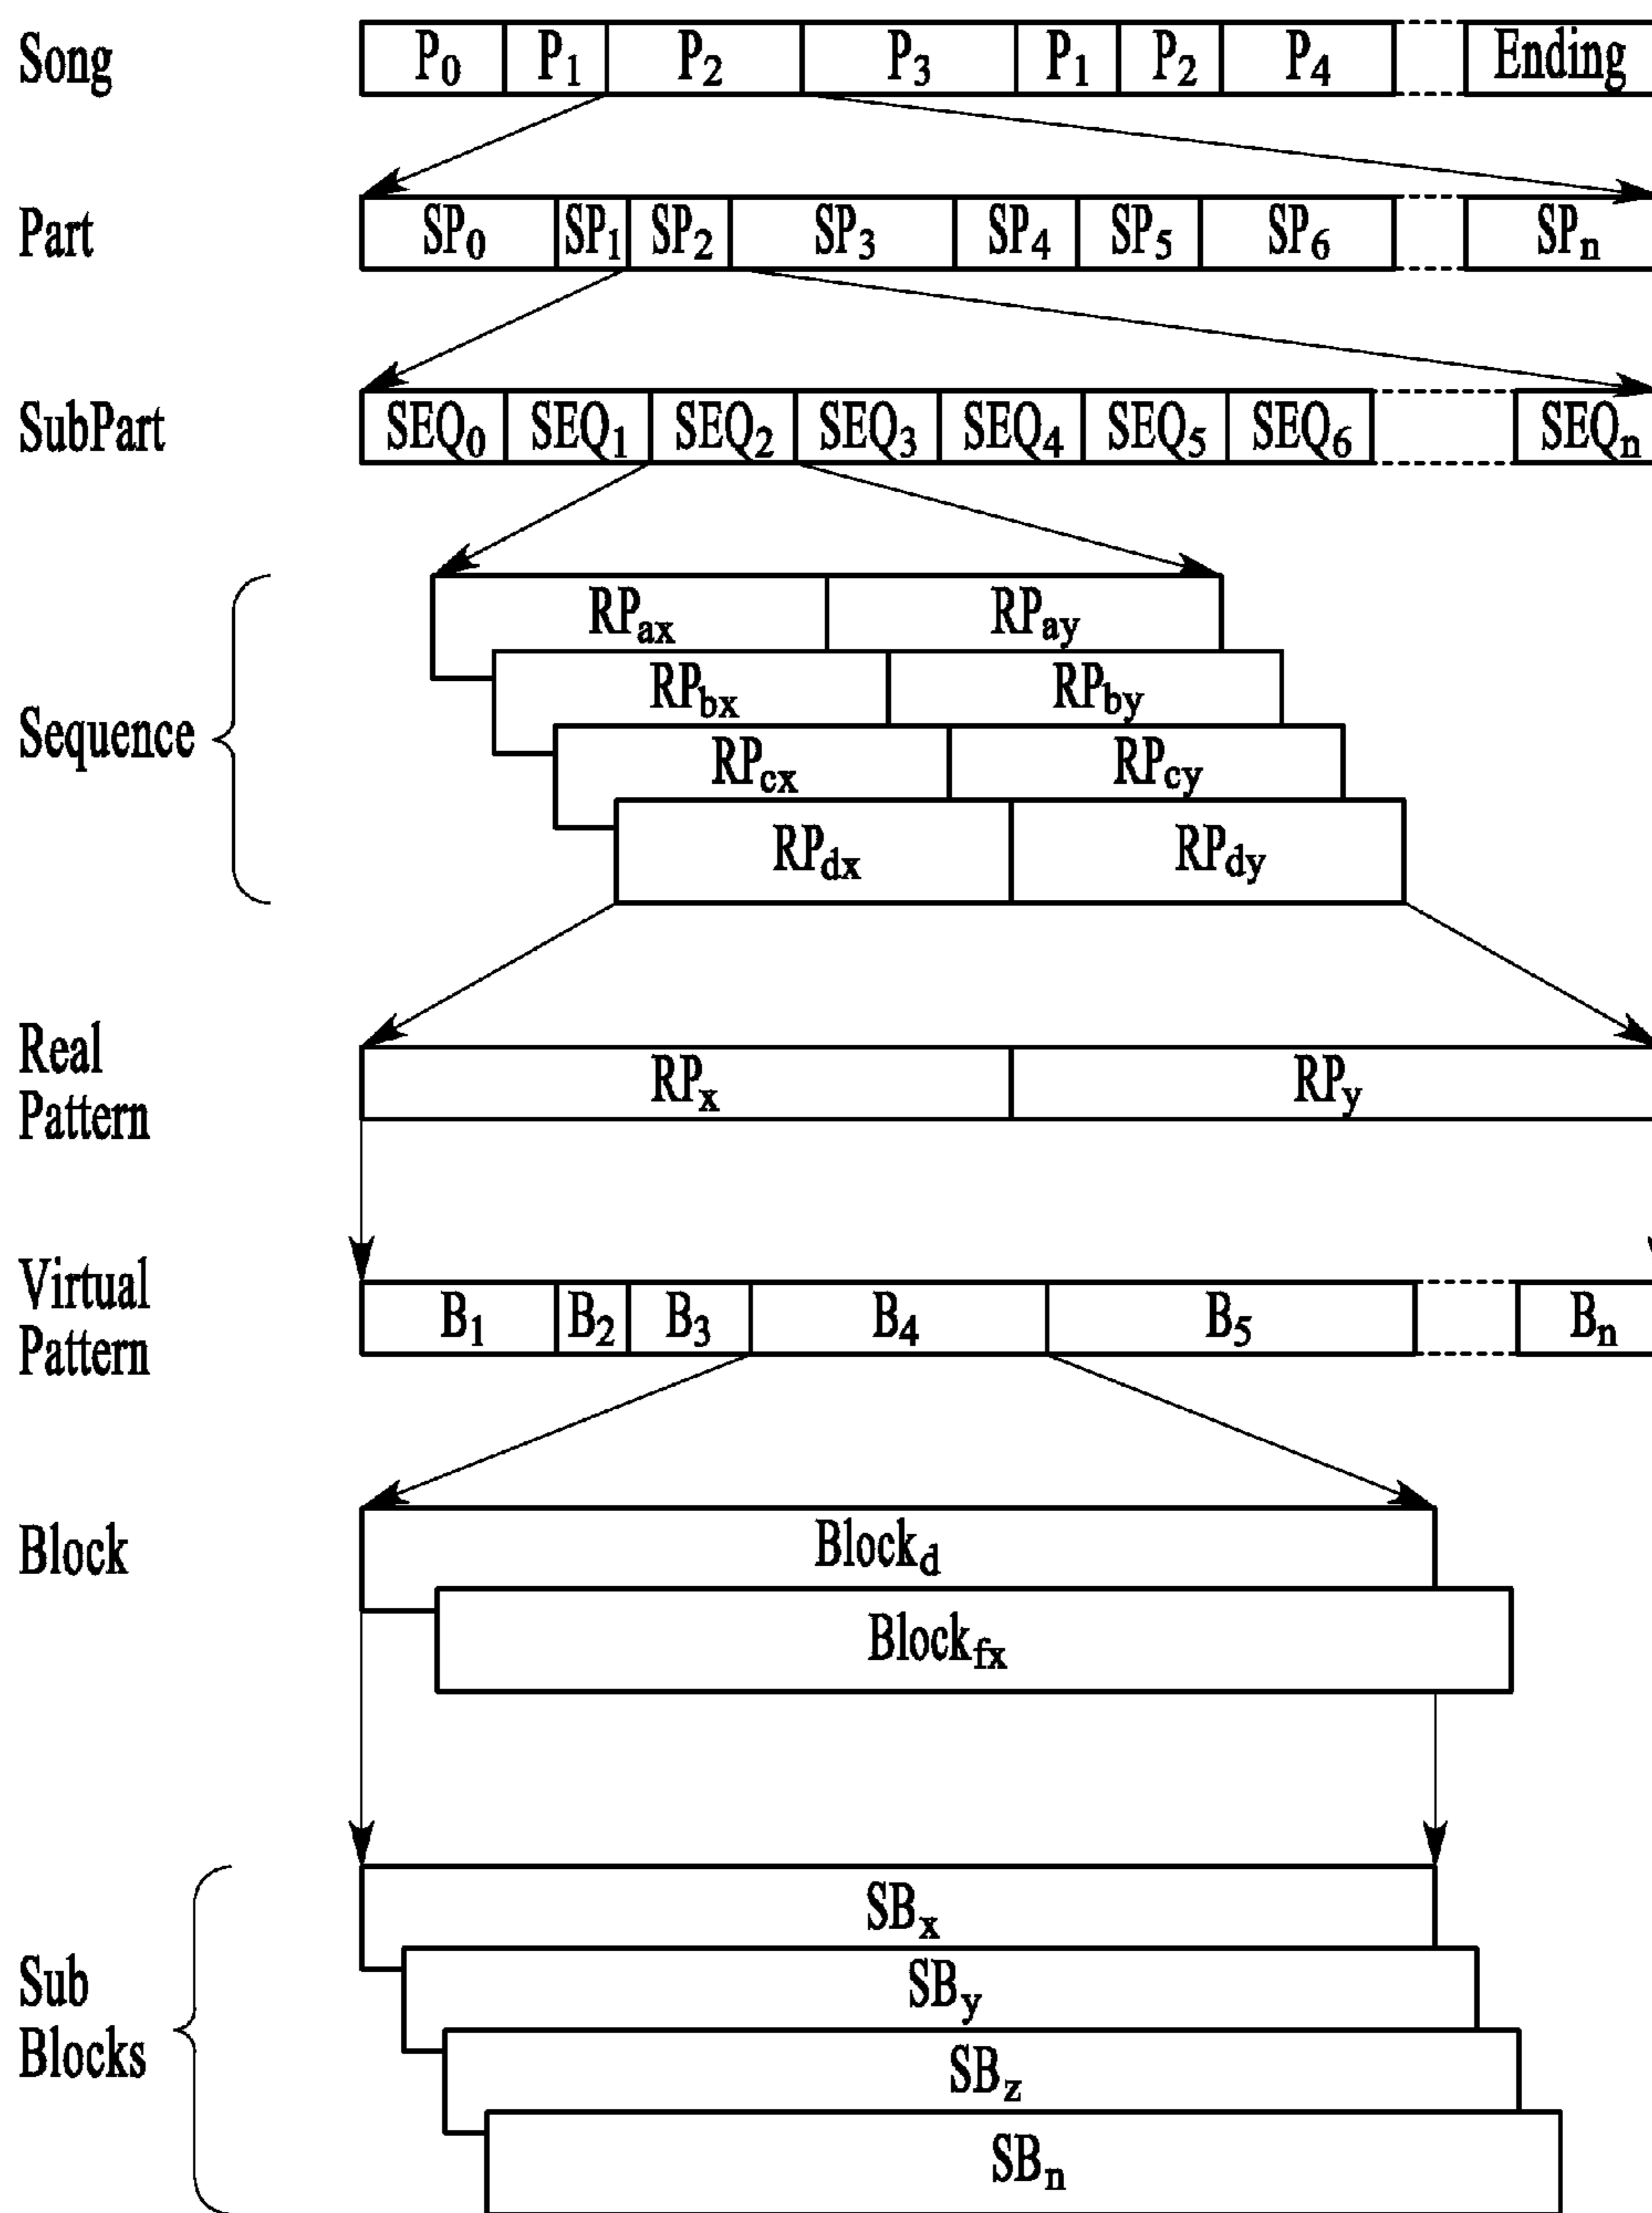 Song P₀ P₁ P₂ P₃ P₁ P₂ P₄ Ending
Part SP₀ SP₁ SP₂ SP₃ SP₄ SP₅ SP₆ SPₙ
SubPart SEQ₀ SEQ₁ SEQ₂ SEQ₃ SEQ₄ SEQ₅ SEQ₆ SEQₙ
RPax RPay
RPbx RPby
Sequence
RPcx RPcy
RPdx RPdy
Real
Pattern
RPx RPy
Virtual
Pattern
B₁ B₂ B₃ B₄ B₅ Bₙ
Block
Blockd
Blockfx
SBx
Sub
Blocks
SBy
SBz
SBn